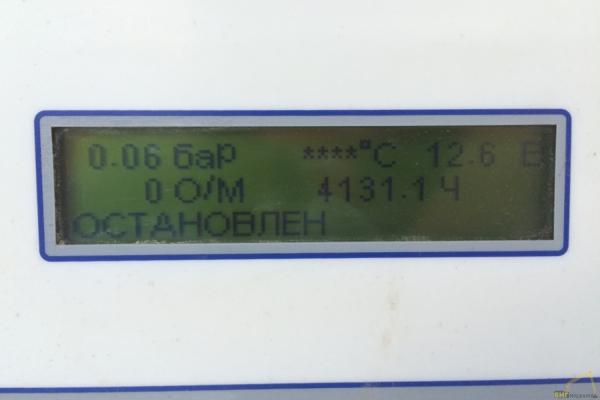 0.06 бар ****°C 12.6 В
0 О/М 4131.1 Ч
ОСТАНОВЛЕН